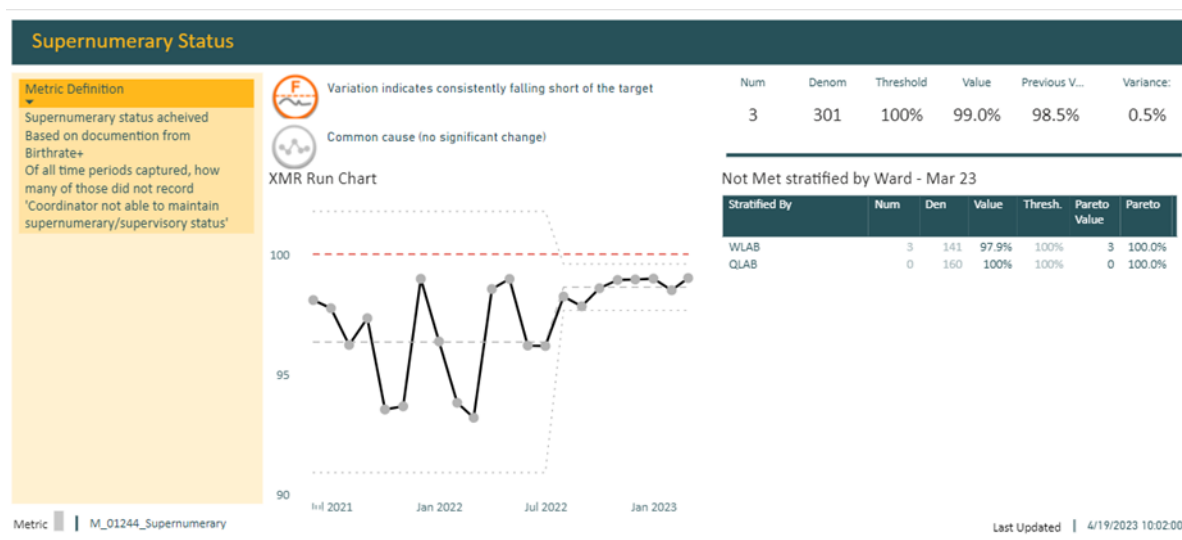 Supernumerary Status
Metric Definition
Supernumerary status acheived
Based on documention from
Birthrate+
Of all time periods captured, how
many of those did not record
'Coordinator not able to maintain
supernumerary/supervisory status'
F
Variation indicates consistently falling short of the target
Common cause (no significant change)
Num Denom Threshold Value Previous V... Variance:
3 301 100% 99.0% 98.5% 0.5%
XMR Run Chart
100
95
90
2021 Jan 2022 Jul 2022 Jan 2023
Not Met stratified by Ward - Mar 23
Stratified By Num Den Value Thresh. Pareto Value Pareto
WLAB 3 141 97.9% 100% 3 100.0%
QLAB 0 160 100% 100% 0 100.0%
Metric | M_01244_Supernumerary
Last Updated | 4/19/2023 10:02:00